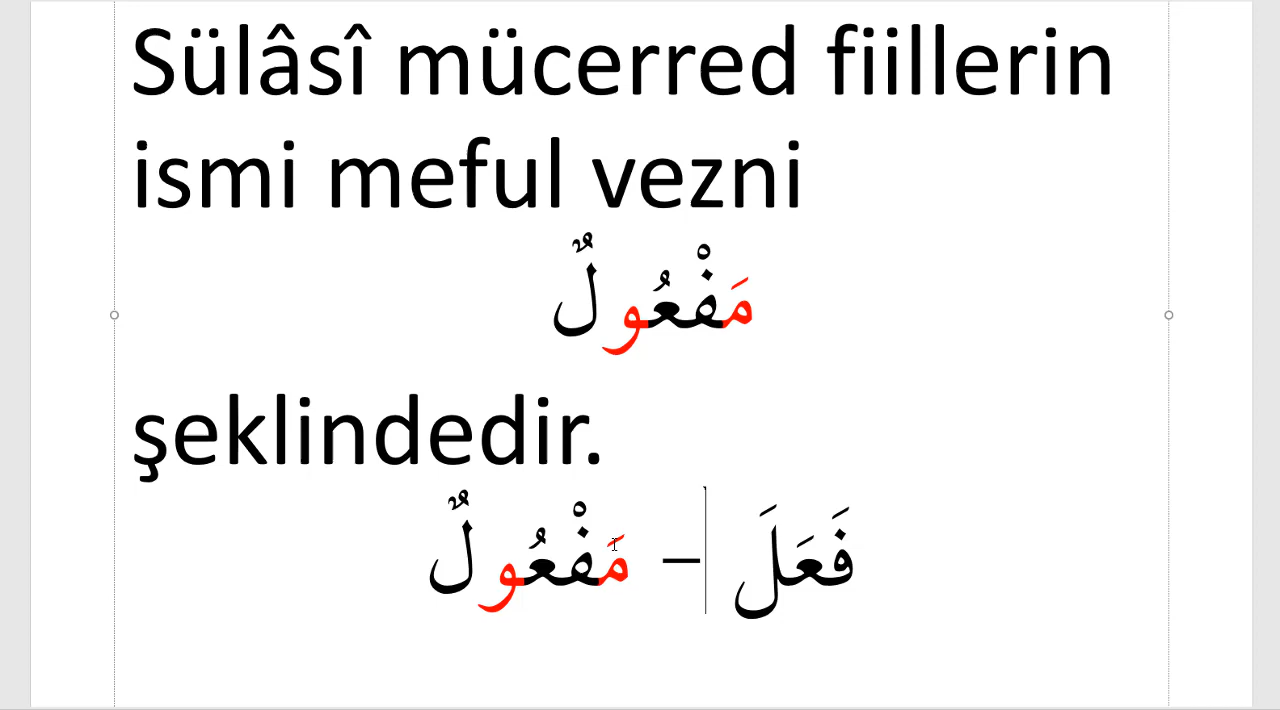 Sülâsî mücerred fiillerin
ismi meful vezni
مَفْعُولٌ
şeklindedir.
فَعَلَ – مَفْعُولٌ